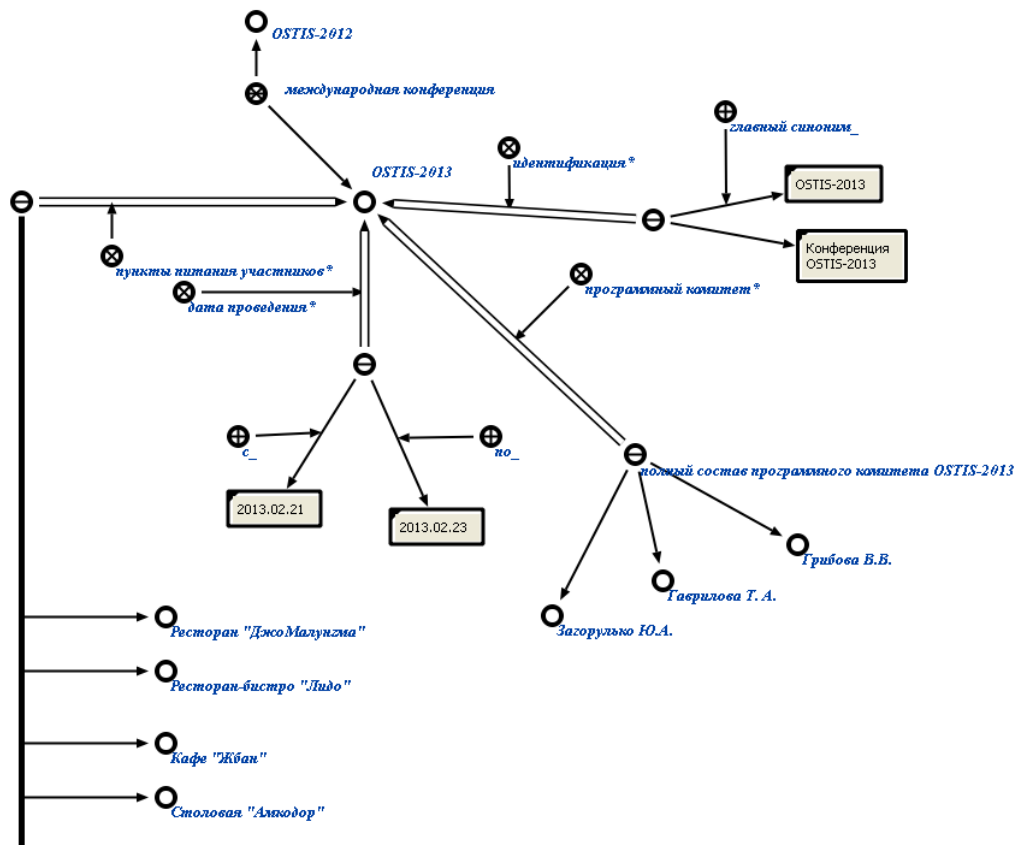 OSTIS-2012
международная конференция
главный синоним_
идентификация*
OSTIS-2013
OSTIS-2013
Конференция
OSTIS-2013
пункты питания участников*
программный комитет*
дата проведения*
с_
по_
полный состав программного комитета OSTIS-2013
2013.02.21
2013.02.23
Грибова В.В.
Гаврилова Т. А.
Загорулько Ю.А.
Ресторан "ДжоМалунгма"
Ресторан-бистро "Лидо"
Кафе "Жбан"
Столовая "Амкодор"